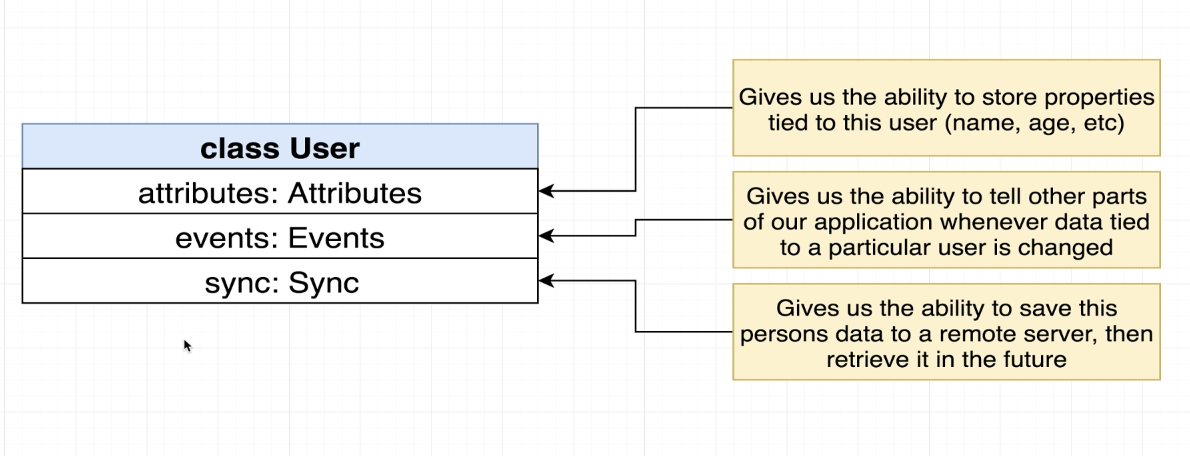 class User
attributes: Attributes
events: Events
sync: Sync
Gives us the ability to store properties
tied to this user (name, age, etc)
Gives us the ability to tell other parts
of our application whenever data tied
to a particular user is changed
Gives us the ability to save this
persons data to a remote server, then
retrieve it in the future